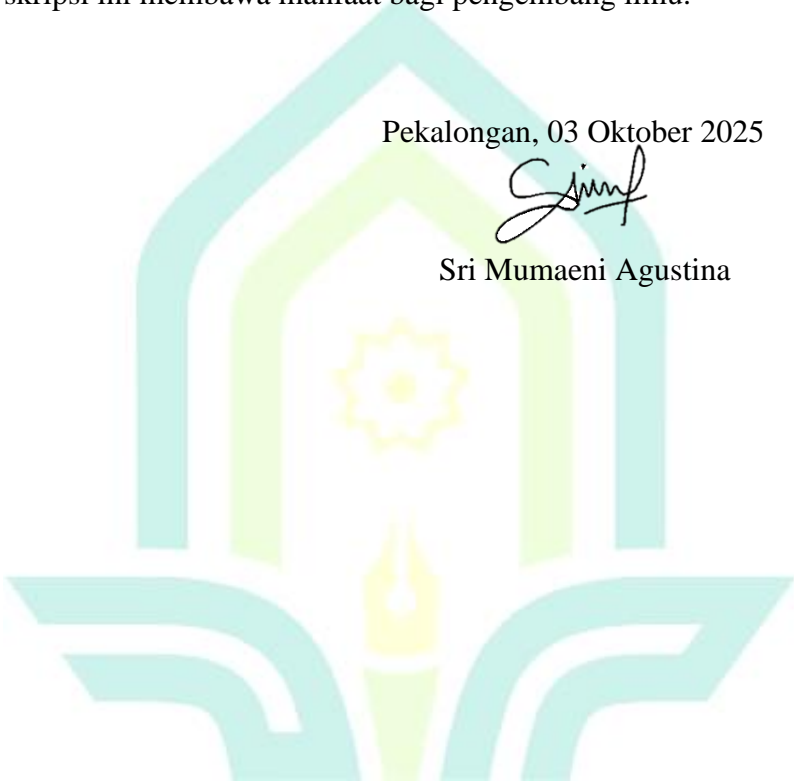 skripsi ini membawa manfaat bagi pengembang ilmu.
Pekalongan, 03 Oktober 2025
Sri Mumaeni Agustina